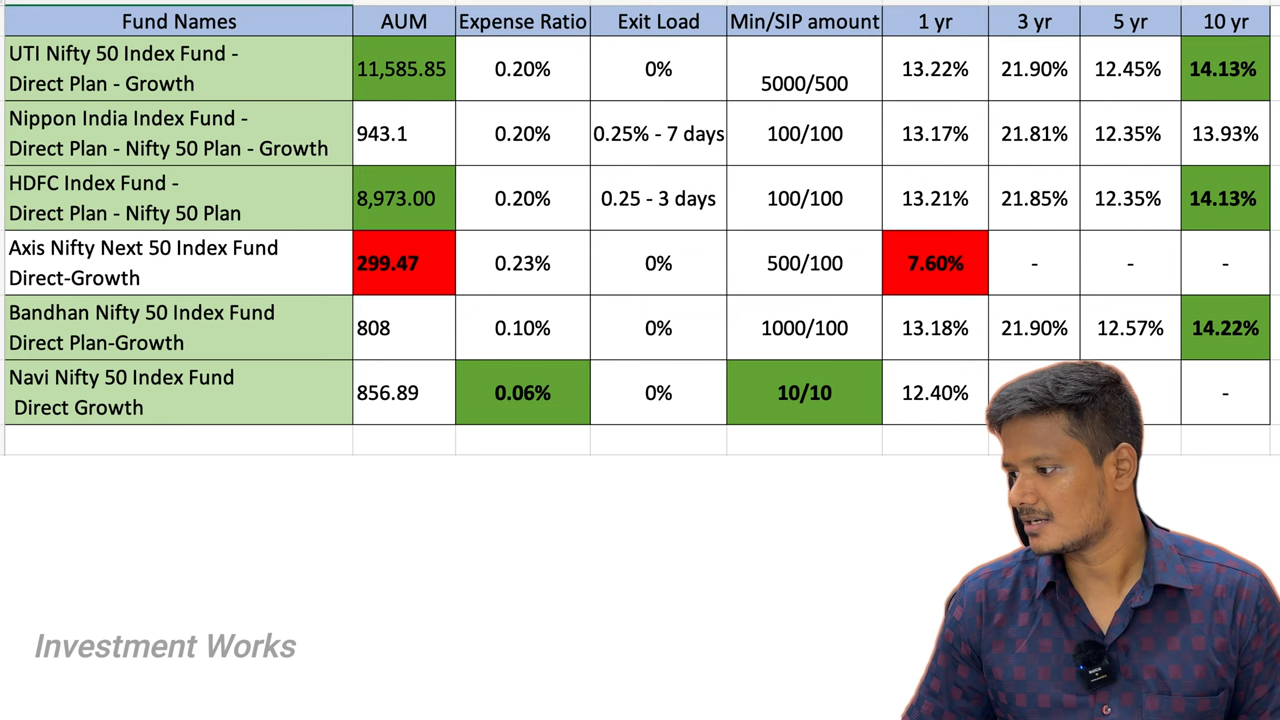 Fund Names AUM Expense Ratio Exit Load Min/SIP amount 1 yr 3 yr 5 yr 10 yr
UTI Nifty 50 Index Fund -
Direct Plan - Growth 11,585.85 0.20% 0% 5000/500 13.22% 21.90% 12.45% 14.13%
Nippon India Index Fund -
Direct Plan - Nifty 50 Plan - Growth 943.1 0.20% 0.25% - 7 days 100/100 13.17% 21.81% 12.35% 13.93%
HDFC Index Fund -
Direct Plan - Nifty 50 Plan 8,973.00 0.20% 0.25 - 3 days 100/100 13.21% 21.85% 12.35% 14.13%
Axis Nifty Next 50 Index Fund
Direct-Growth 299.47 0.23% 0% 500/100 7.60% - - -
Bandhan Nifty 50 Index Fund
Direct Plan-Growth 808 0.10% 0% 1000/100 13.18% 21.90% 12.57% 14.22%
Navi Nifty 50 Index Fund
Direct Growth 856.89 0.06% 0% 10/10 12.40% -
Investment Works